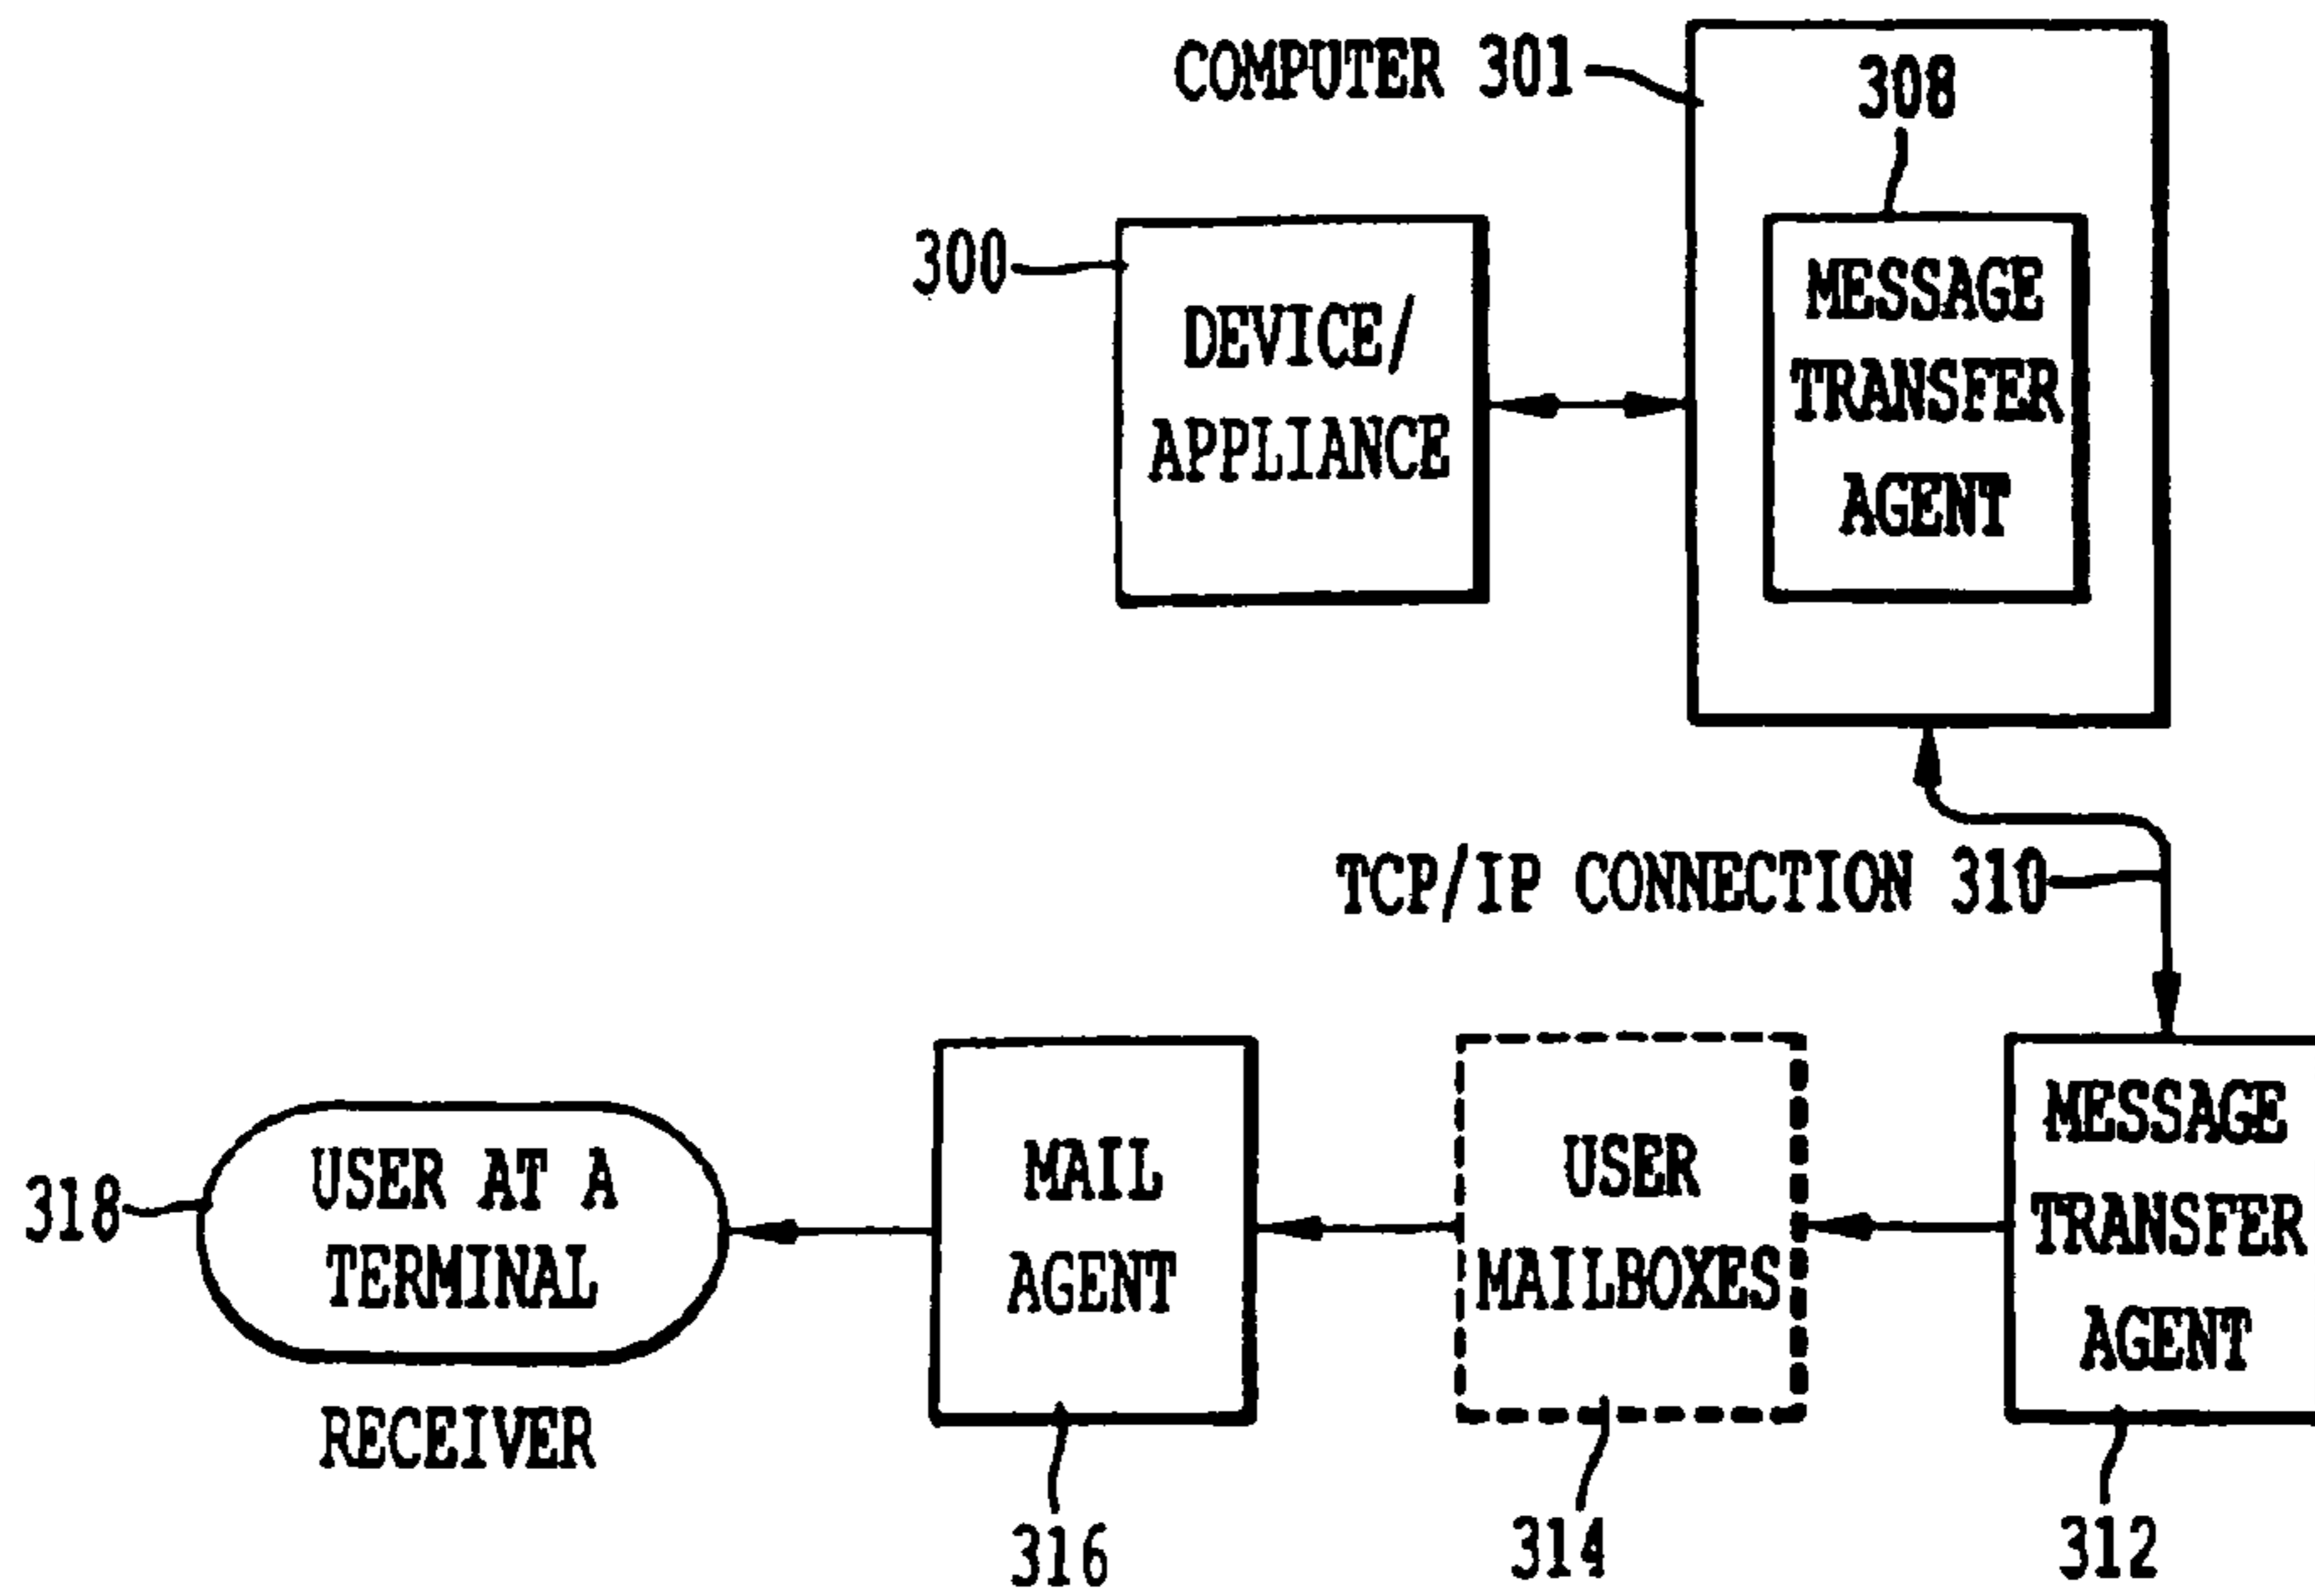 COMPUTER 301
308
300
DEVICE/
APPLIANCE
MESSAGE
TRANSFER
AGENT
TCP/IP CONNECTION 310
318
USER AT A
TERMINAL
RECEIVER
MAIL
AGENT
316
USER
MAILBOXES
314
MESSAGE
TRANSFER
AGENT
312